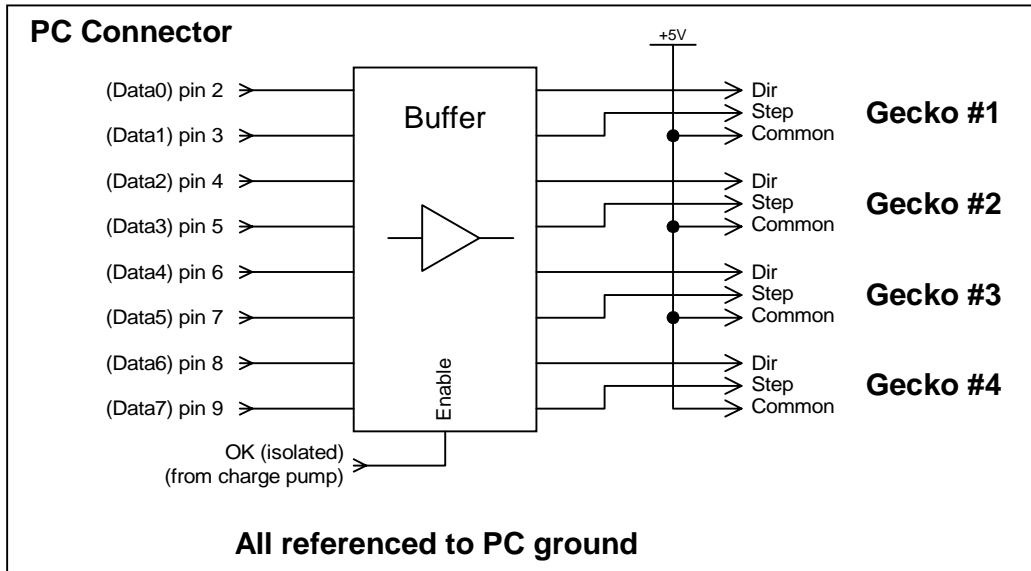 PC Connector
+5V
(Data0) pin 2
(Data1) pin 3
(Data2) pin 4
(Data3) pin 5
(Data4) pin 6
(Data5) pin 7
(Data6) pin 8
(Data7) pin 9
Buffer
Enable
OK (isolated)
(from charge pump)
Dir
Step
Common
Gecko #1
Dir
Step
Common
Gecko #2
Dir
Step
Common
Gecko #3
Dir
Step
Common
Gecko #4
All referenced to PC ground